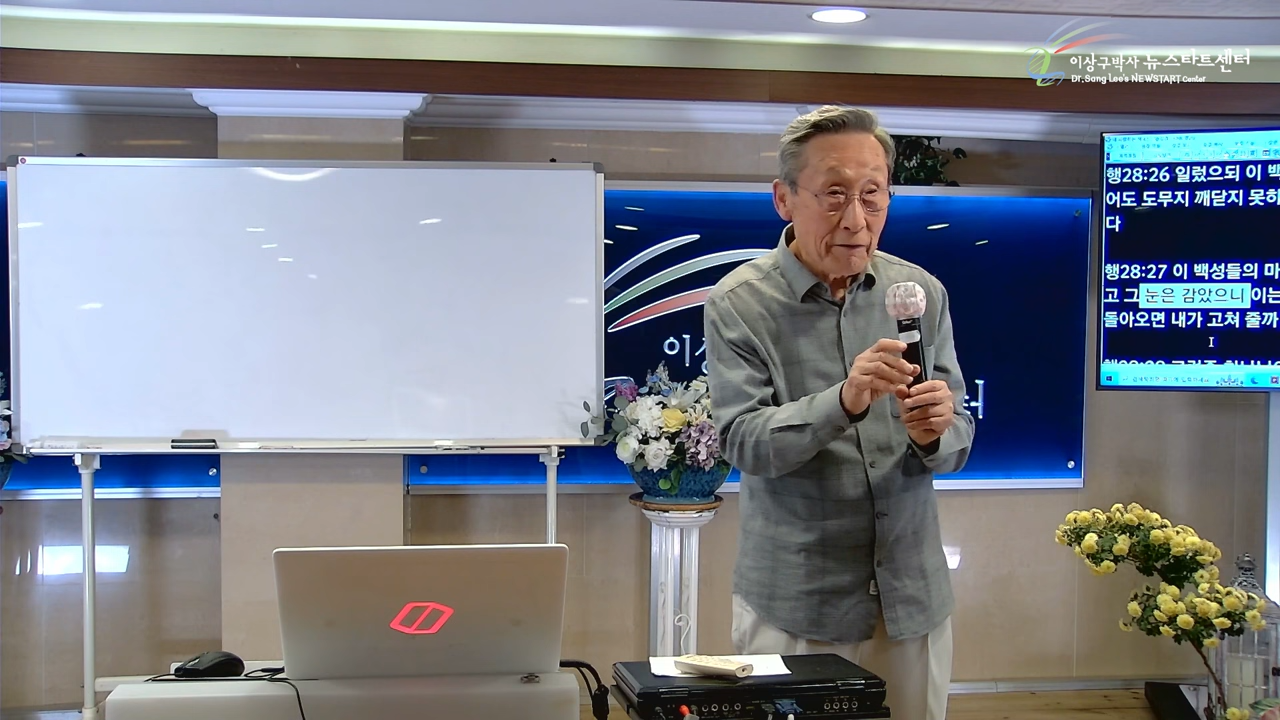 이상구박사 뉴스타트센터
Dr. Sang Lee's NEWSTART Center
행28:26 일렀으되 이 백
어도 도무지 깨닫지 못하
다
행28:27 이 백성들의 마
고 그 눈은 감았으니 이는
돌아오면 내가 고쳐 줄까
이상
터